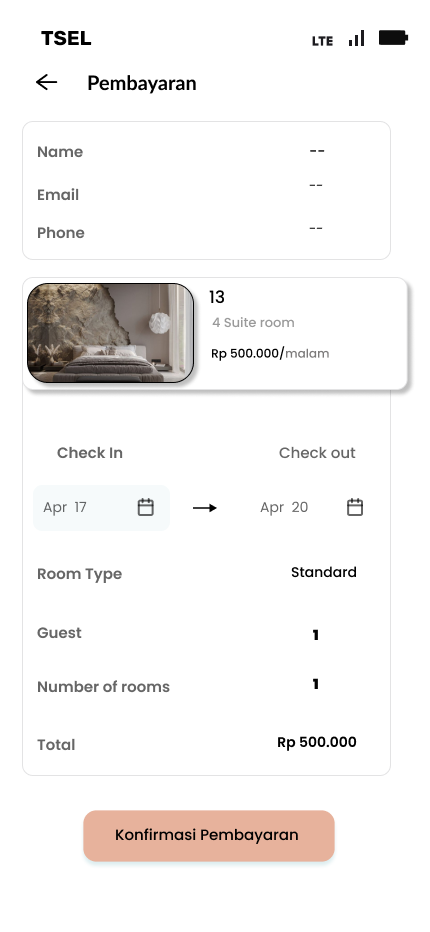 TSEL LTE
Pembayaran
Name --
Email --
Phone --
13
4 Suite room
Rp 500.000/malam
Check In Check out
Apr 17 Apr 20
Room Type Standard
Guest 1
Number of rooms 1
Total Rp 500.000
Konfirmasi Pembayaran